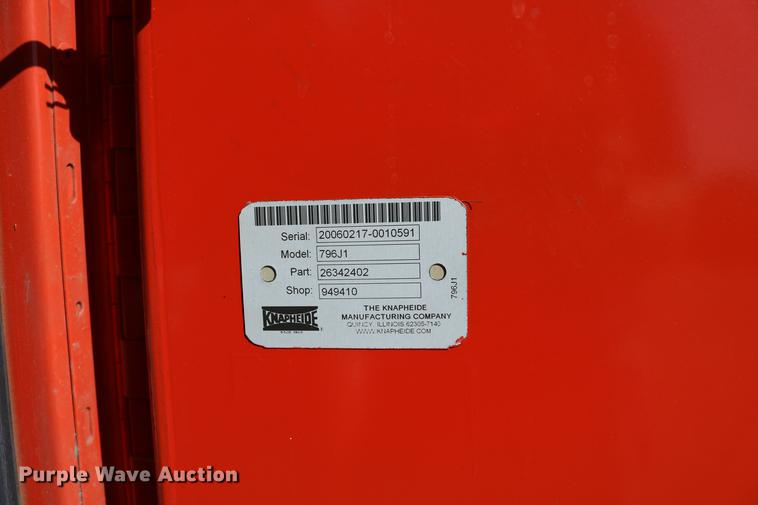 Serial: 20060217-0010591
Model: 796J1
Part: 26342402
Shop: 949410
796J1
KNAPHEIDE
THE KNAPHEIDE
MANUFACTURING COMPANY
QUINCY, ILLINOIS 62305-7140
WWW.KNAPHEIDE.COM
Purple Wave Auction